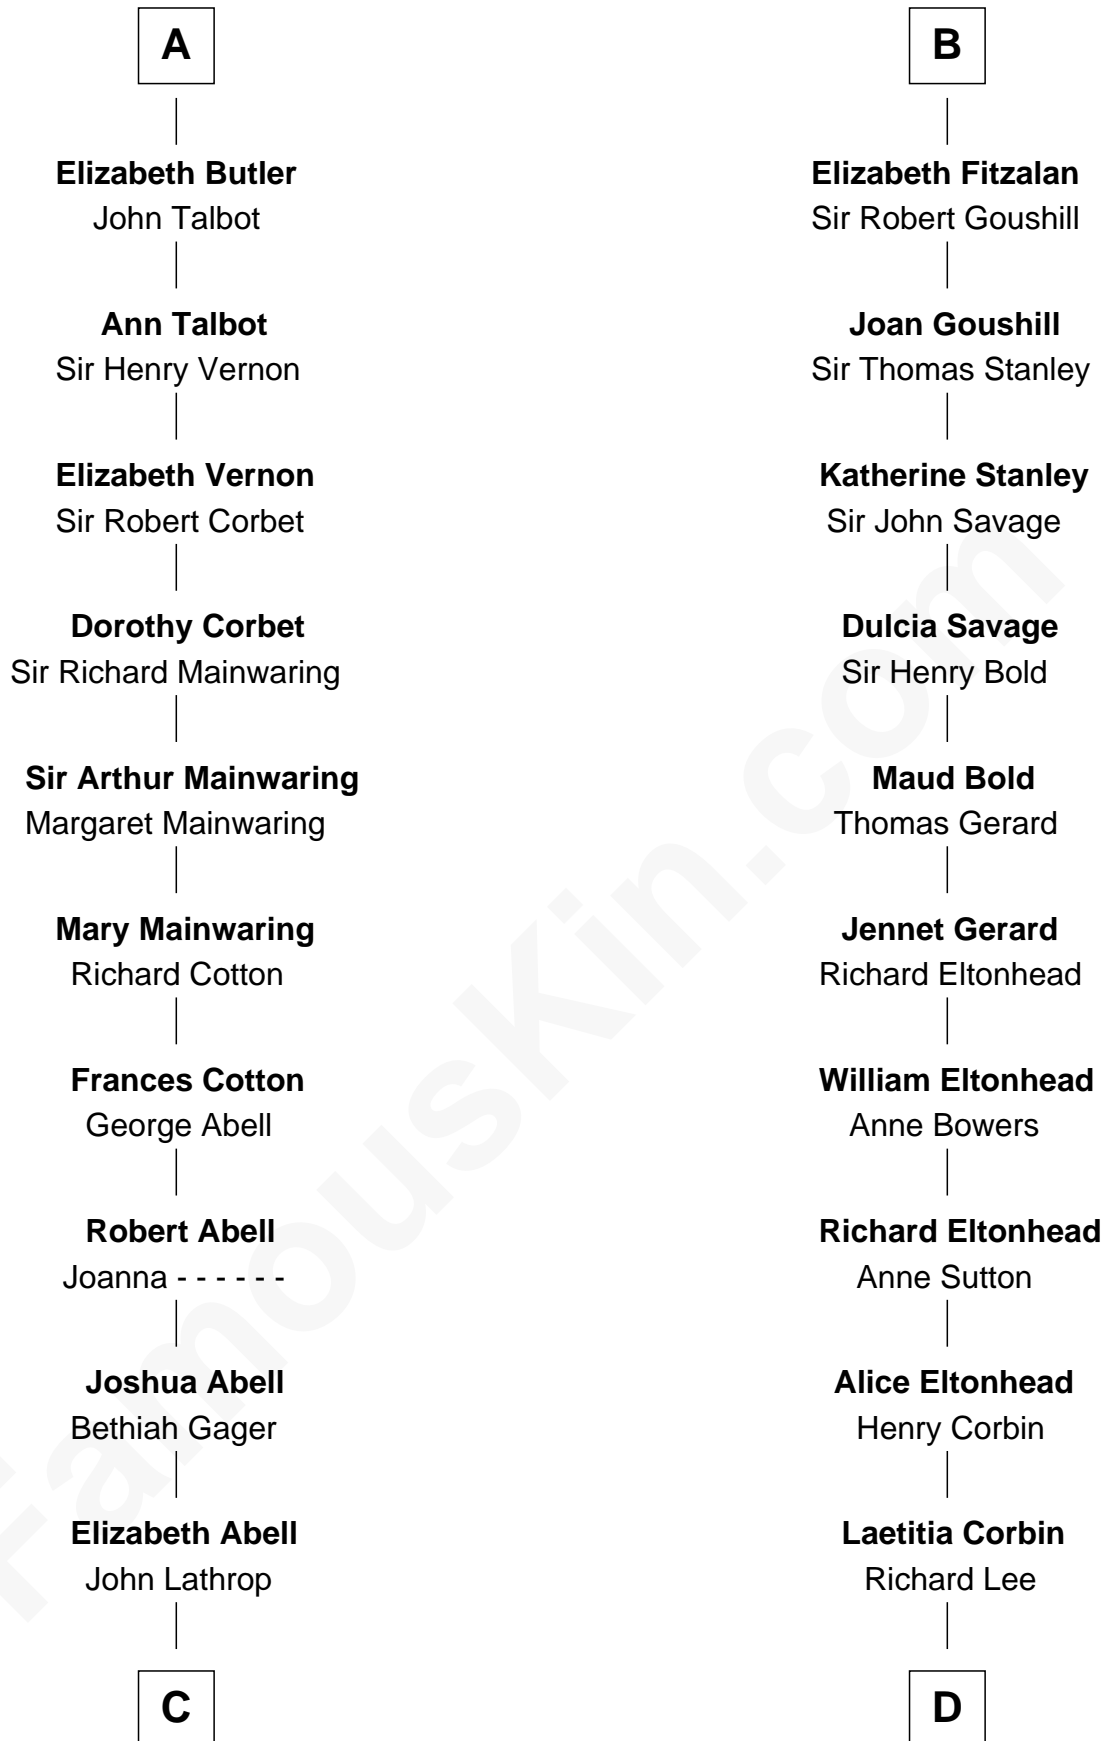 A
Elizabeth Butler
John Talbot
Ann Talbot
Sir Henry Vernon
Elizabeth Vernon
Sir Robert Corbet
Dorothy Corbet
Sir Richard Mainwaring
Sir Arthur Mainwaring
Margaret Mainwaring
Mary Mainwaring
Richard Cotton
Frances Cotton
George Abell
Robert Abell
Joanna - - - - - -
Joshua Abell
Bethiah Gager
Elizabeth Abell
John Lathrop
C
B
Elizabeth Fitzalan
Sir Robert Goushill
Joan Goushill
Sir Thomas Stanley
Katherine Stanley
Sir John Savage
Dulcia Savage
Sir Henry Bold
Maud Bold
Thomas Gerard
Jennet Gerard
Richard Eltonhead
William Eltonhead
Anne Bowers
Richard Eltonhead
Anne Sutton
Alice Eltonhead
Henry Corbin
Laetitia Corbin
Richard Lee
D
FamousKin.com